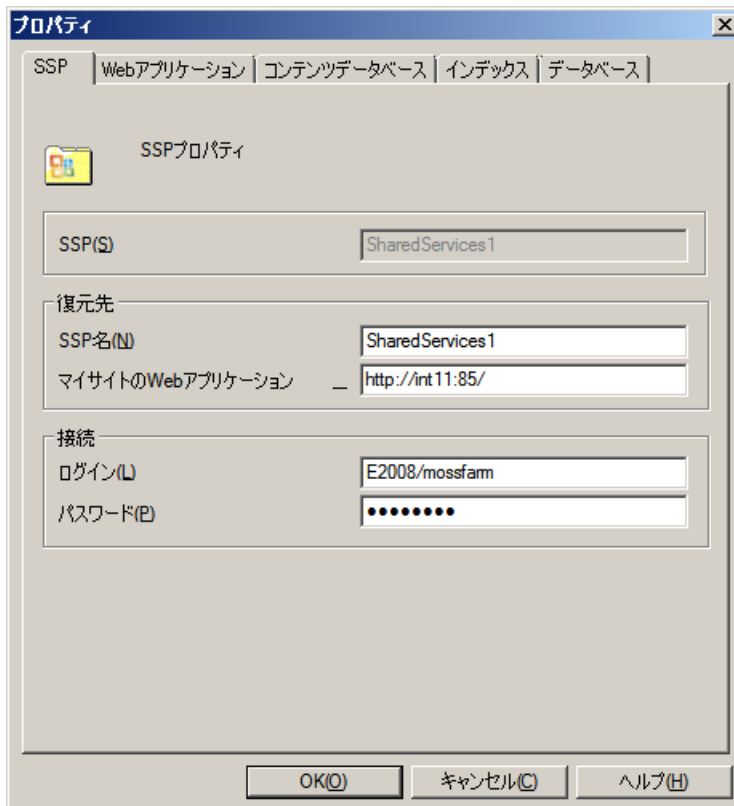 プロパティ
SSP Webアプリケーション コンテンツデータベース インデックス データベース
SSPプロパティ
SSP(S) SharedServices1
復元先
SSP名(N) SharedServices1
マイサイトのWebアプリケーション _ http://int11:85/
接続
ログイン(L) E2008/mossfarm
パスワード(P) ●●●●●●●●
OK(O) キャンセル(C) ヘルプ(H)